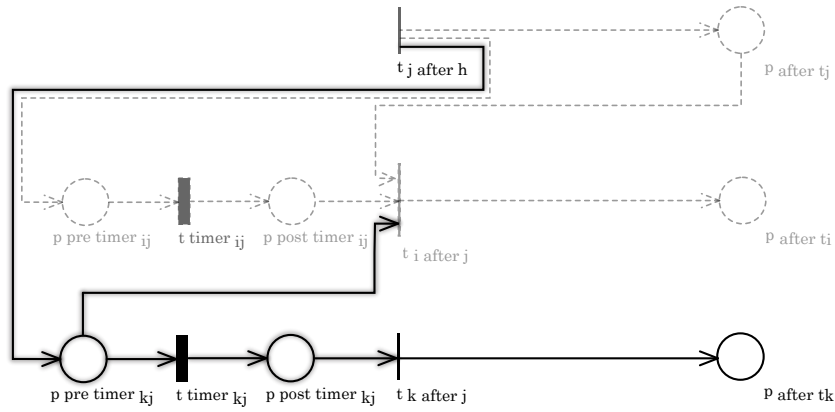 t j after h
p after tj
p pre timer ij
t timer ij
p post timer ij
t i after j
p after ti
p pre timer kj
t timer kj
p post timer kj
t k after j
p after tk